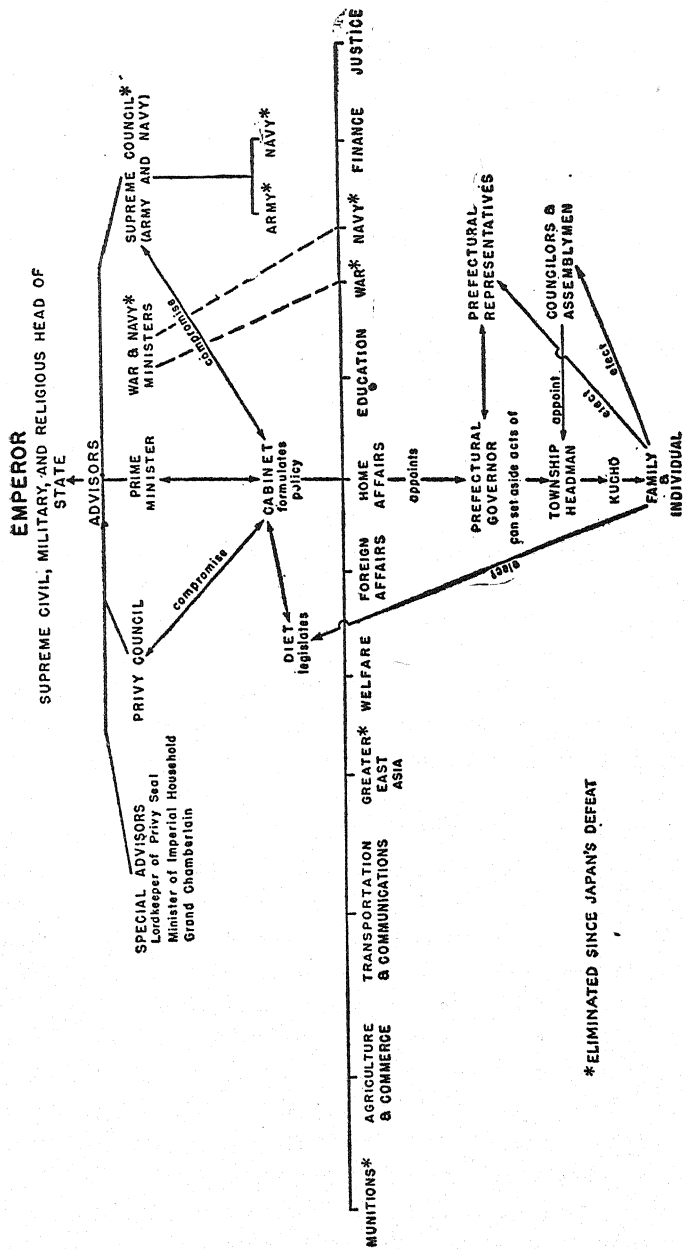 EMPEROR
SUPREME CIVIL, MILITARY, AND RELIGIOUS HEAD OF
STATE
ADVISORS
SPECIAL ADVISORS
Lordkeeper of Privy Seal
Minister of Imperial Household
Grand Chamberlain
PRIVY COUNCIL
PRIME
MINISTER
WAR & NAVY*
MINISTERS
SUPREME COUNCIL*
(ARMY AND NAVY)
ARMY*
NAVY*
compromise
compromise
DIET
legislates
CABINET
formulates
policy
MUNITIONS*
AGRICULTURE
& COMMERCE
TRANSPORTATION
& COMMUNICATIONS
GREATER*
EAST
ASIA
WELFARE
FOREIGN
AFFAIRS
HOME
AFFAIRS
EDUCATION
WAR*
NAVY*
FINANCE
JUSTICE
appoints
PREFECTURAL
GOVERNOR
PREFECTURAL
REPRESENTATIVES
can set aside acts of
TOWNSHIP
HEADMAN
appoint
COUNCILORS &
ASSEMBLYMEN
KUCHO
elect
elect
elect
FAMILY
&
INDIVIDUAL
*ELIMINATED SINCE JAPAN'S DEFEAT